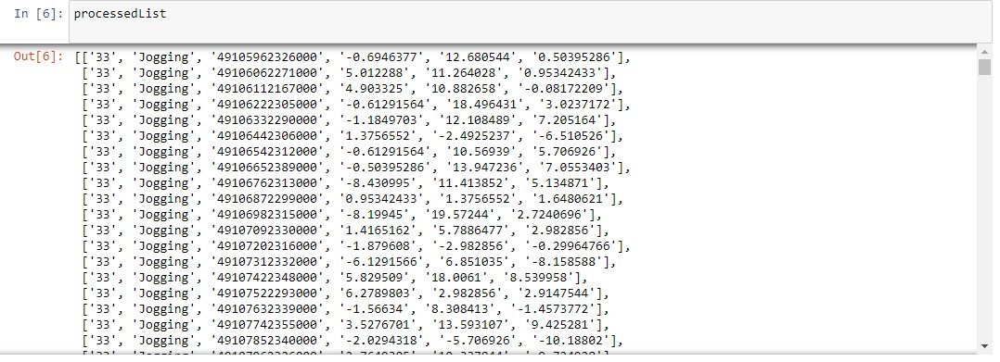 In [6]: processedList
Out[6]: [['33', 'Jogging', '49105962326000', '-0.6946377', '12.680544', '0.50395286'],
['33', 'Jogging', '49106062271000', '5.012288', '11.264028', '0.95342433'],
['33', 'Jogging', '49106112167000', '4.903325', '10.882658', '-0.08172209'],
['33', 'Jogging', '49106222305000', '-0.61291564', '18.496431', '3.0237172'],
['33', 'Jogging', '49106332290000', '-1.1849703', '12.108489', '7.205164'],
['33', 'Jogging', '49106442306000', '1.3756552', '-2.4925237', '-6.510526'],
['33', 'Jogging', '49106542312000', '-0.61291564', '10.56939', '5.706926'],
['33', 'Jogging', '49106652389000', '-0.50395286', '13.947236', '7.0553403'],
['33', 'Jogging', '49106762313000', '-8.430995', '11.413852', '5.134871'],
['33', 'Jogging', '49106872299000', '0.95342433', '1.3756552', '1.6480621'],
['33', 'Jogging', '49106982315000', '-8.19945', '19.57244', '2.7240696'],
['33', 'Jogging', '49107092330000', '1.4165162', '5.7886477', '2.982856'],
['33', 'Jogging', '49107202316000', '-1.879608', '-2.982856', '-0.29964766'],
['33', 'Jogging', '49107312332000', '-6.1291566', '6.851035', '-8.158588'],
['33', 'Jogging', '49107422348000', '5.829509', '18.0061', '8.539958'],
['33', 'Jogging', '49107522293000', '6.2789803', '2.982856', '2.9147544'],
['33', 'Jogging', '49107632339000', '-1.56634', '8.308413', '-1.4573772'],
['33', 'Jogging', '49107742355000', '3.5276701', '13.593107', '9.425281'],
['33', 'Jogging', '49107852340000', '-2.0294318', '-5.706926', '-10.18802'],